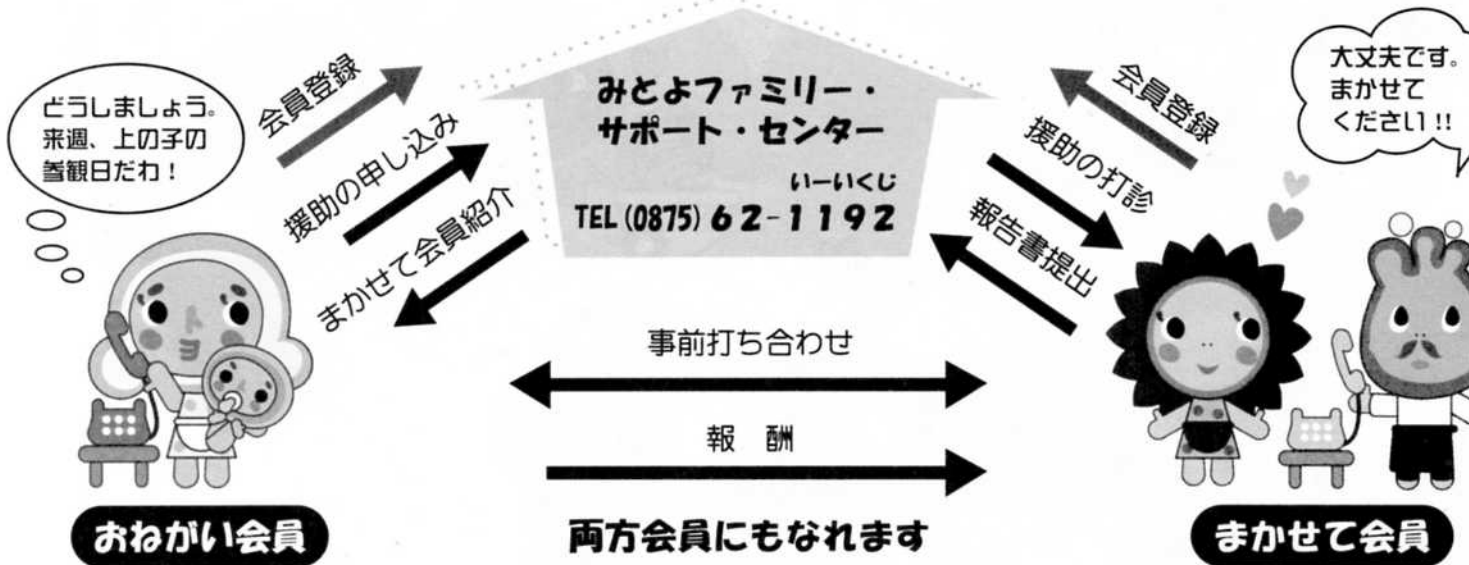 どうしましょう。
来週、上の子の
参観日だわ！
会員登録
援助の申し込み
まかせて会員紹介
みとよファミリー・
サポート・センター
いーいくじ
TEL(0875)62-1192
会員登録
援助の打診
報告書提出
大丈夫です。
まかせて
ください!!
事前打ち合わせ
報　酬
おねがい会員
両方会員にもなれます
まかせて会員